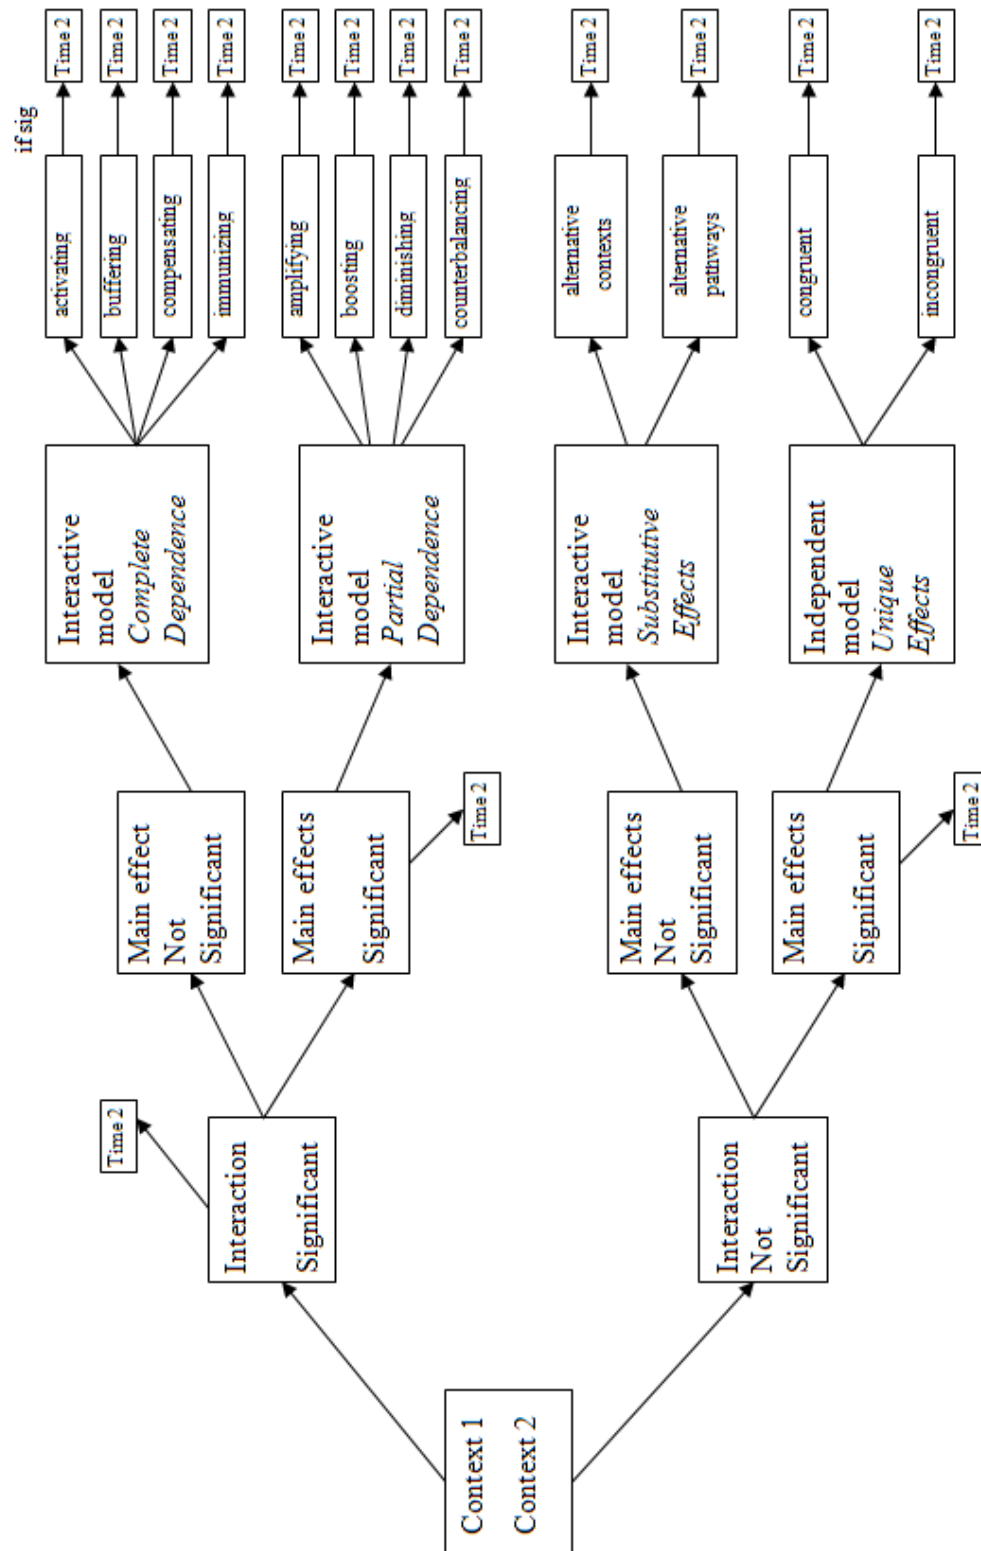 Context 1
Context 2
Interaction
Significant
Time 2
Interaction
Not
Significant
Main effect
Not
Significant
Main effects
Significant
Time 2
Main effects
Not
Significant
Main effects
Significant
Time 2
Interactive
model
Complete
Dependence
Interactive
model
Partial
Dependence
Interactive
model
Substitutive
Effects
Independent
model
Unique
Effects
activating
buffering
compensating
immunizing
amplifying
boosting
diminishing
counterbalancing
alternative
contexts
alternative
pathways
congruent
incongruent
if sig
Time 2
Time 2
Time 2
Time 2
Time 2
Time 2
Time 2
Time 2
Time 2
Time 2
Time 2
Time 2